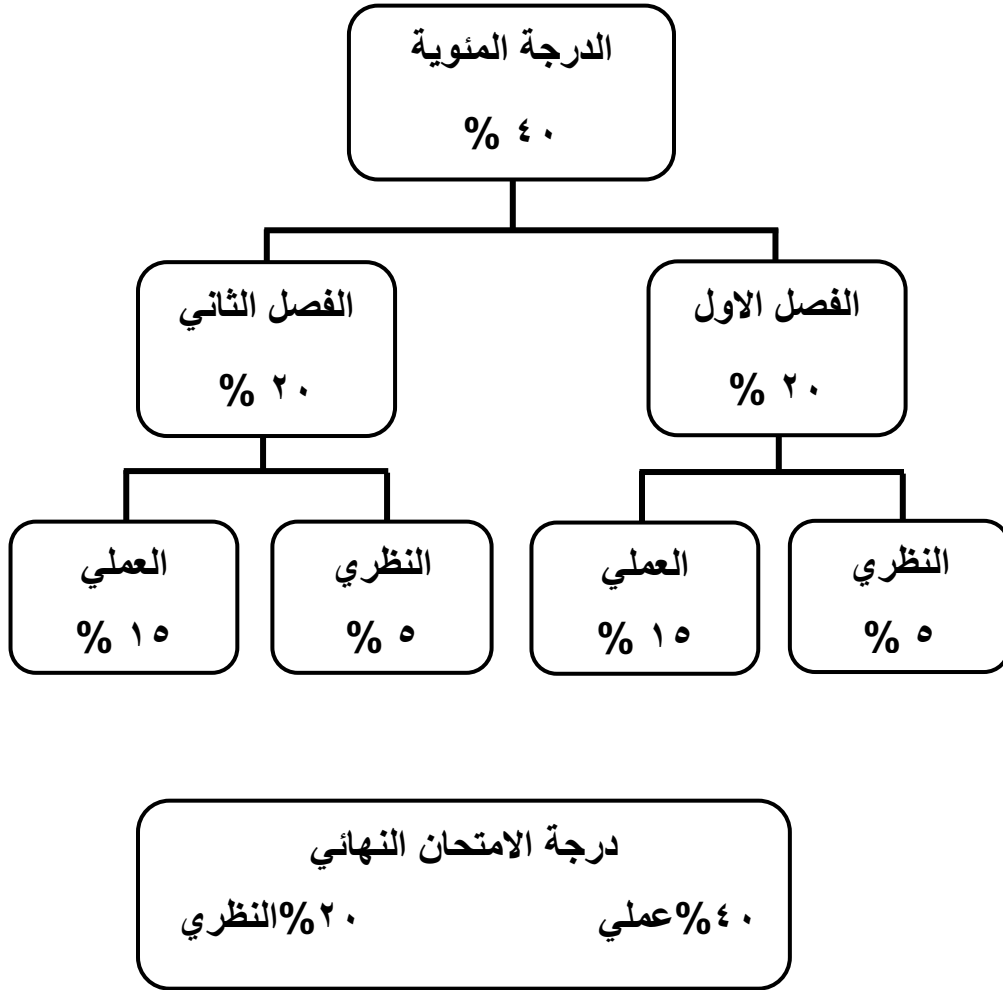 الدرجة المئوية
٤٠ %
الفصل الاول
٢٠ %
الفصل الثاني
٢٠ %
النظري
٥ %
العملي
١٥ %
النظري
٥ %
العملي
١٥ %
درجة الامتحان النهائي
٤٠%عملي ٢٠%النظري